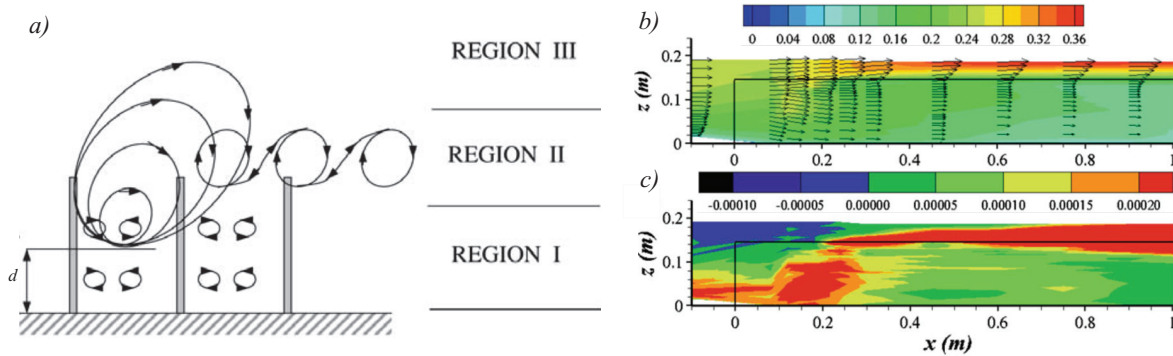 a)
REGION III
REGION II
REGION I
d
b)
0 0.04 0.08 0.12 0.16 0.2 0.24 0.28 0.32 0.36
z (m)
0.2
0.1
0
0 0.2 0.4 0.6 0.8 1
c)
-0.00010 -0.00005 0.00000 0.00005 0.00010 0.00015 0.00020
z (m)
0.2
0.1
0
0 0.2 0.4 0.6 0.8 1
x (m)